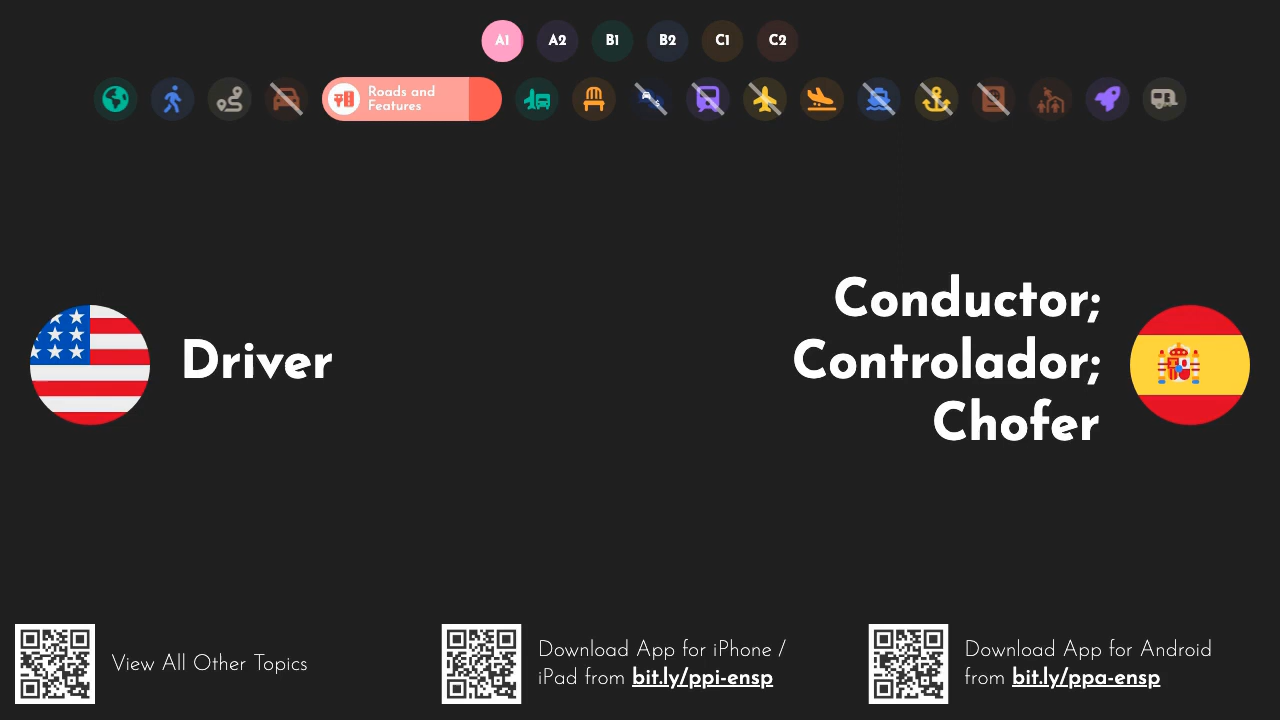 A1 A2 B1 B2 C1 C2
Roads and
Features
Driver
Conductor;
Controlador;
Chofer
View All Other Topics
Download App for iPhone /
iPad from bit.ly/ppi-ensp
Download App for Android
from bit.ly/ppa-ensp